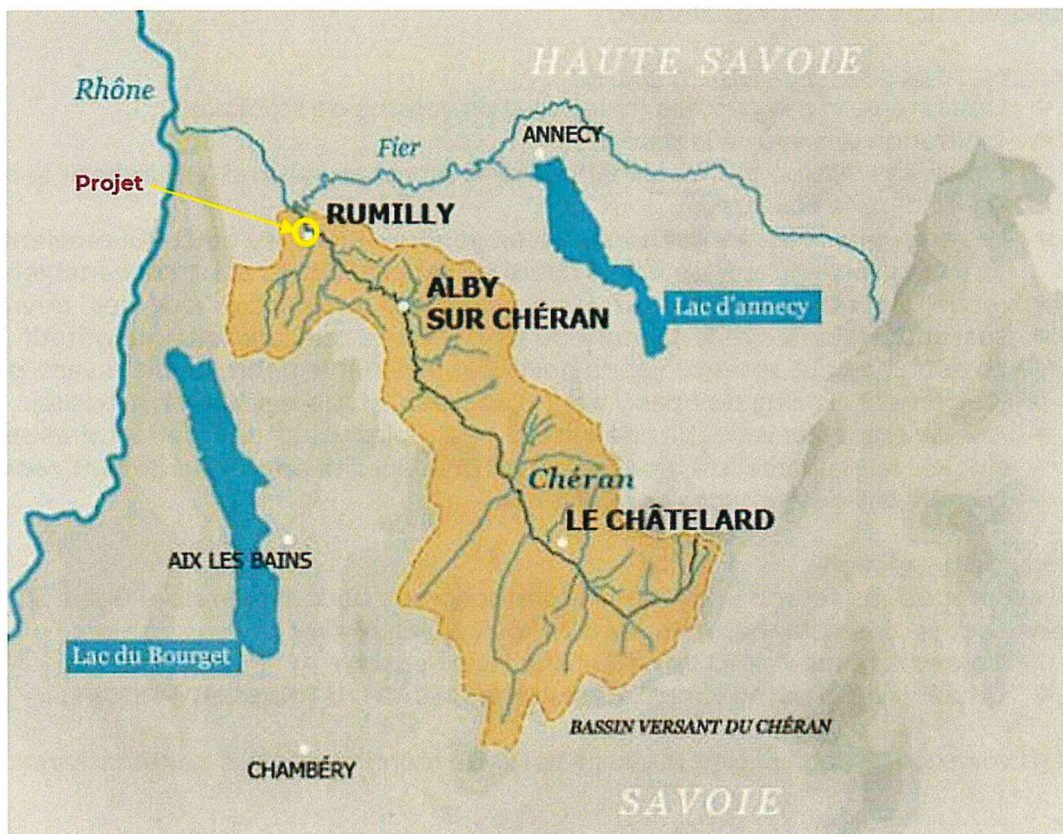 HAUTE SAVOIE
Rhône
ANNECY
Fier
Projet
RUMILLY
ALBY
SUR CHÉRAN
Lac d'annecy
Chéran
LE CHÂTELARD
AIX LES BAINS
Lac du Bourget
BASSIN VERSANT DU CHÉRAN
CHAMBÉRY
SAVOIE